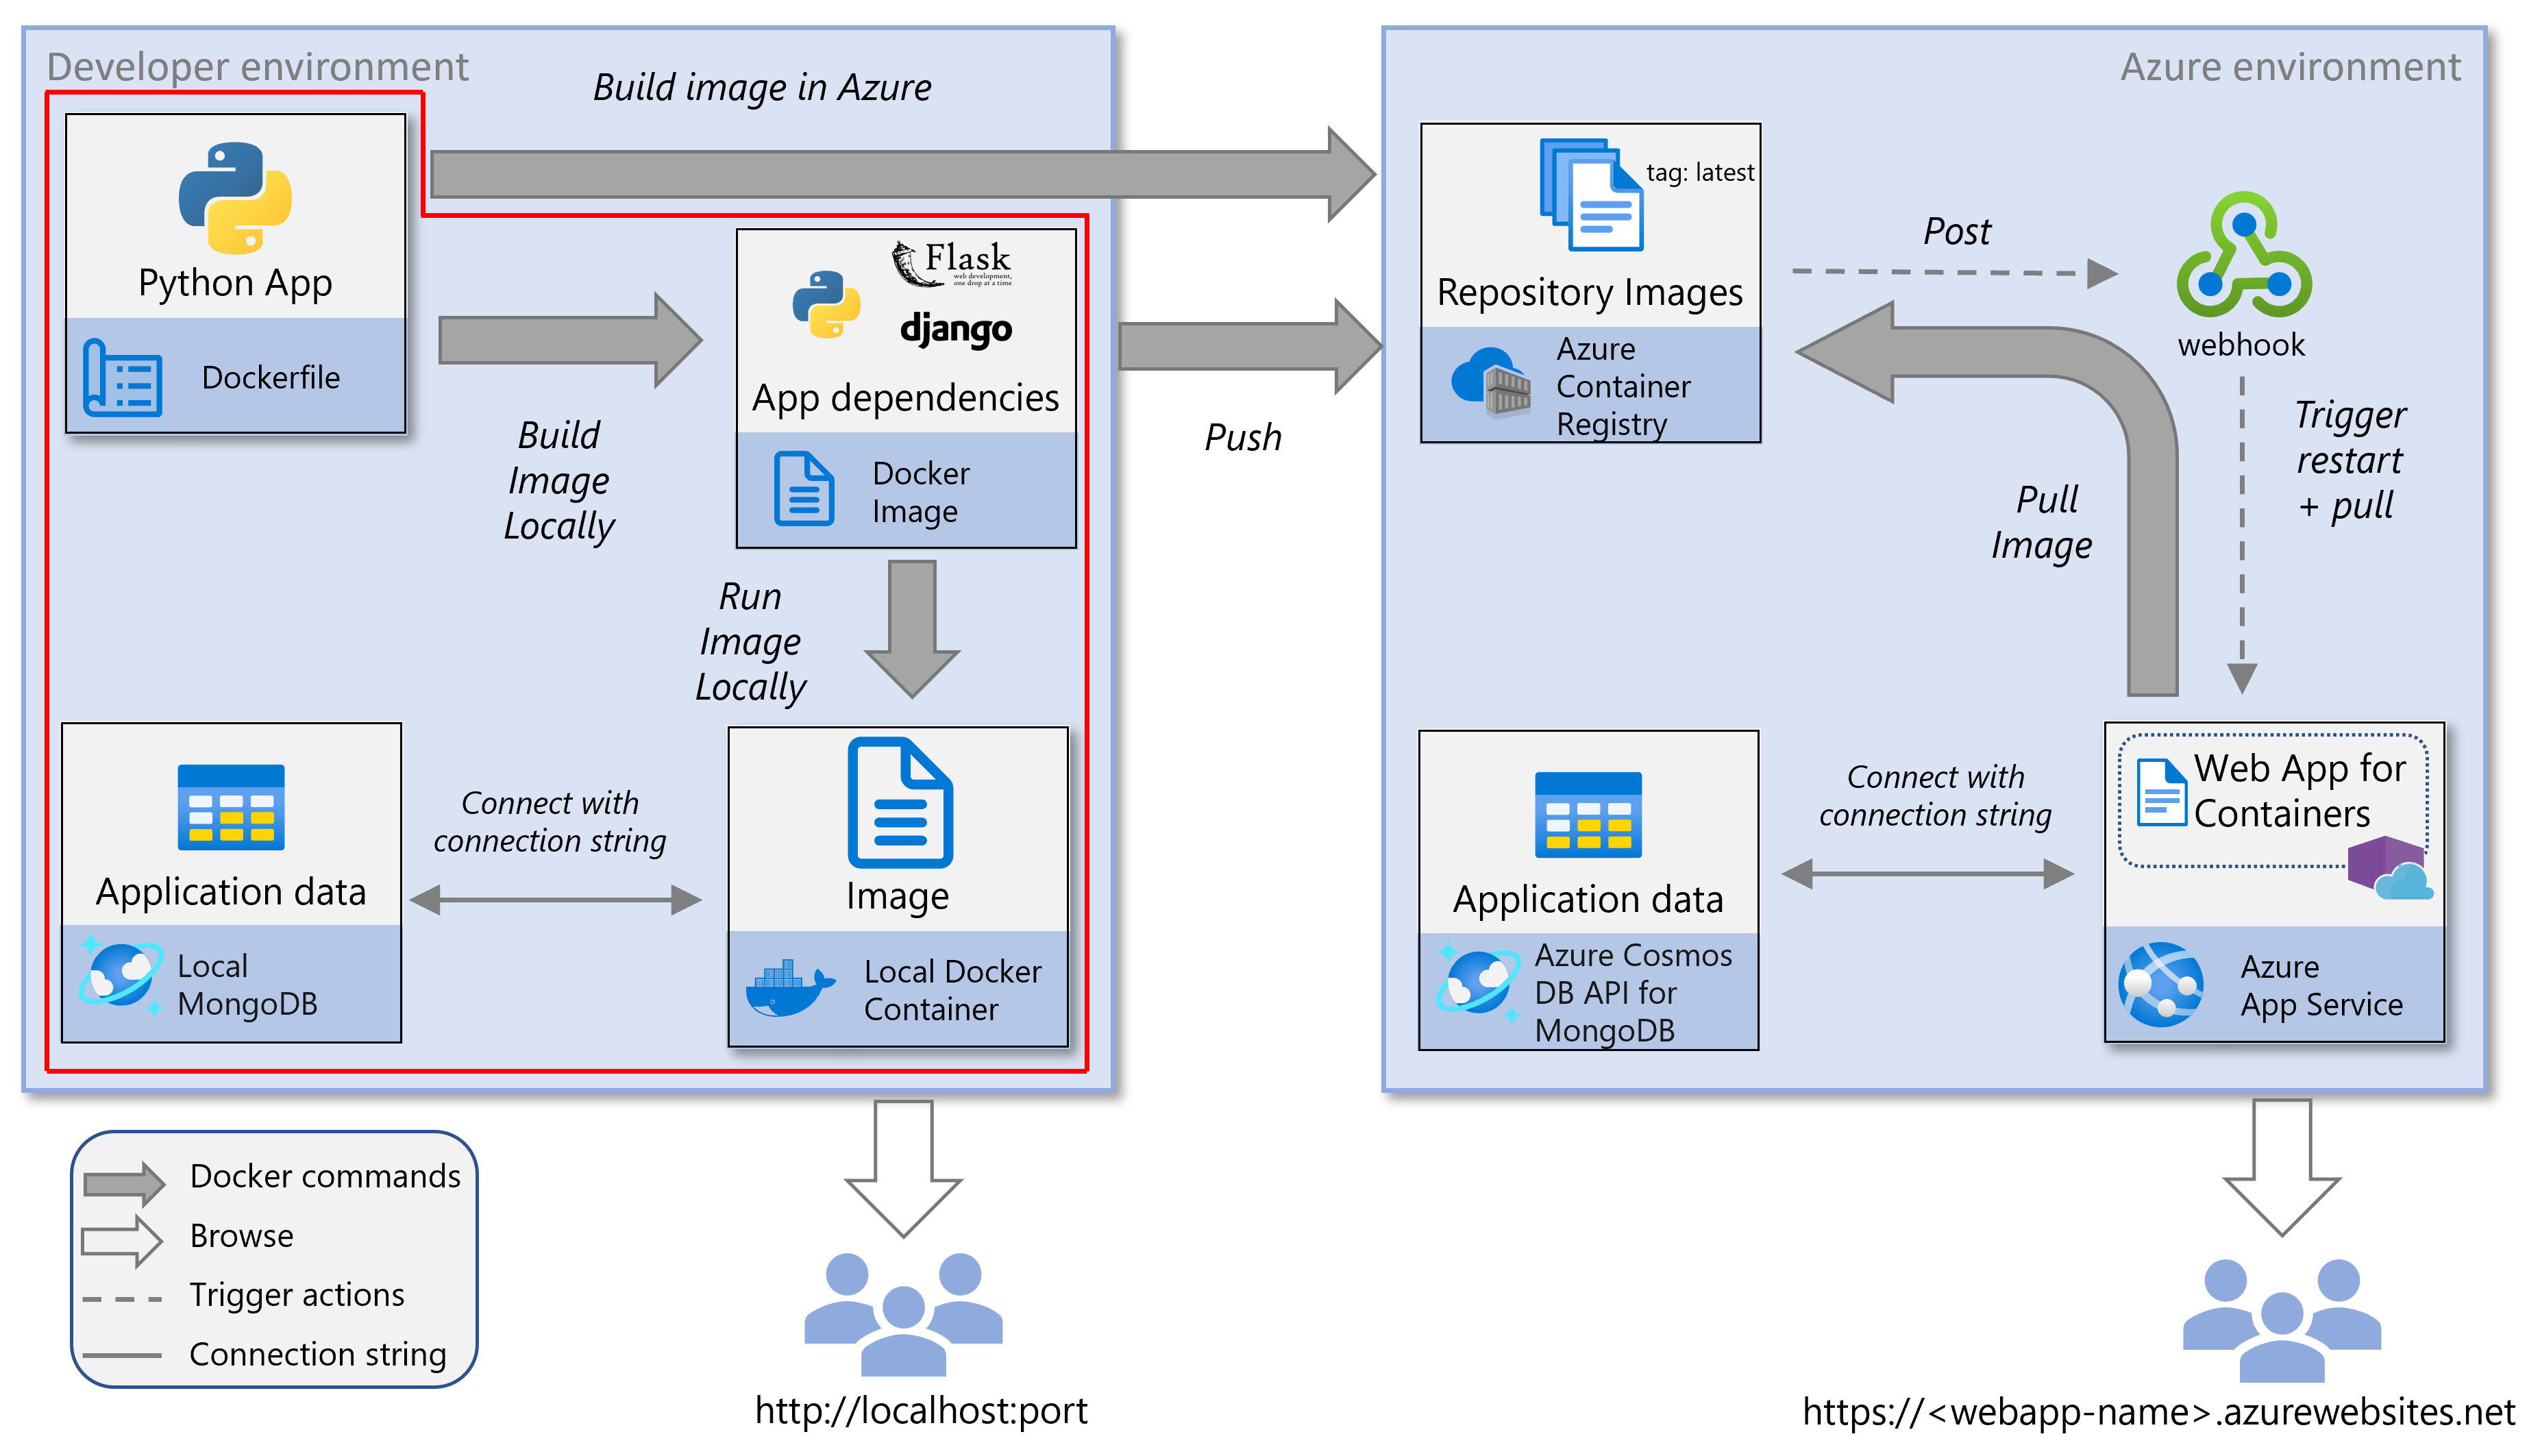 Developer environment
Build image in Azure
Python App
Dockerfile
Build
Image
Locally
Flask
web development,
one drop at a time
django
App dependencies
Docker
Image
Run
Image
Locally
Application data
Local
MongoDB
Connect with
connection string
Image
Local Docker
Container
Push
Azure environment
tag: latest
Repository Images
Azure
Container
Registry
Post
webhook
Trigger
restart
+ pull
Pull
Image
Application data
Azure Cosmos
DB API for
MongoDB
Connect with
connection string
Web App for
Containers
Azure
App Service
Docker commands
Browse
Trigger actions
Connection string
http://localhost:port
https://<webapp-name>.azurewebsites.net